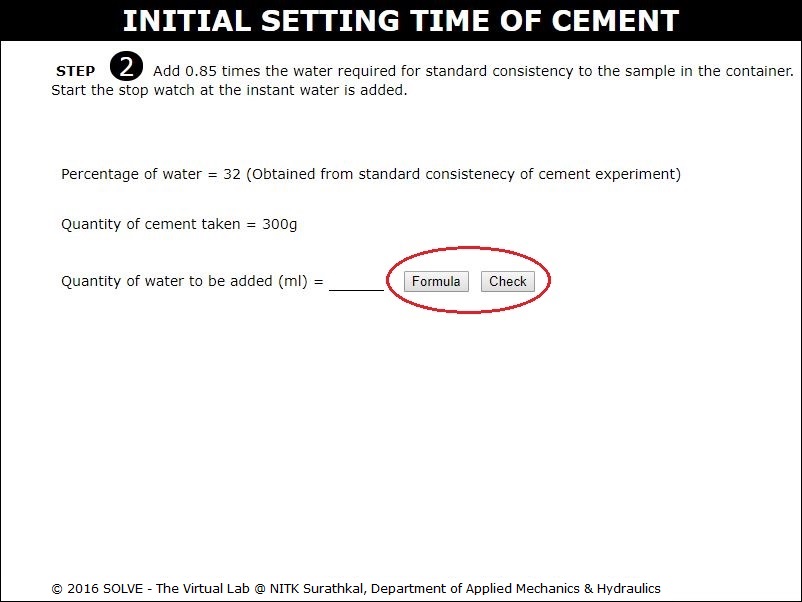 INITIAL SETTING TIME OF CEMENT
STEP 2 Add 0.85 times the water required for standard consistency to the sample in the container.
Start the stop watch at the instant water is added.
Percentage of water = 32 (Obtained from standard consistenecy of cement experiment)
Quantity of cement taken = 300g
Quantity of water to be added (ml) = _______ Formula Check
© 2016 SOLVE - The Virtual Lab @ NITK Surathkal, Department of Applied Mechanics & Hydraulics